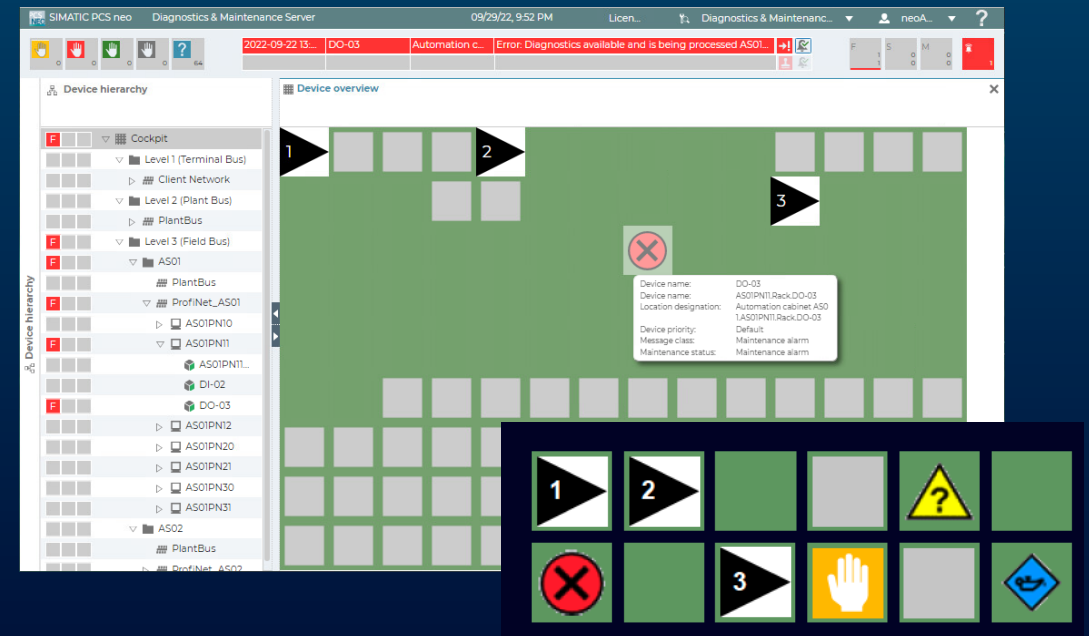 SIMATIC PCS neo Diagnostics & Maintenance Server 09/29/22, 9:52 PM Licen... Diagnostics & Maintenanc... neoA... ?
0 0 0 0 ? 64
2022-09-22 13:... DO-03 Automation c... Error: Diagnostics available and is being processed AS01...
F 1 1 S 0 0 M 0 0 1
Device hierarchy
Device overview
F Cockpit
Level 1 (Terminal Bus)
Client Network
Level 2 (Plant Bus)
PlantBus
F Level 3 (Field Bus)
F AS01
PlantBus
F ProfiNet_AS01
AS01PN10
F AS01PN11
AS01PN11...
DI-02
F DO-03
AS01PN12
AS01PN20
AS01PN21
AS01PN30
AS01PN31
AS02
PlantBus
ProfiNet_AS02
Device hierarchy
1 2
3
Device name: DO-03
Device name: AS01PN11.Rack.DO-03
Location designation: Automation cabinet AS0
1.AS01PN11.Rack.DO-03
Device priority: Default
Message class: Maintenance alarm
Maintenance status: Maintenance alarm
1 2 ?
3